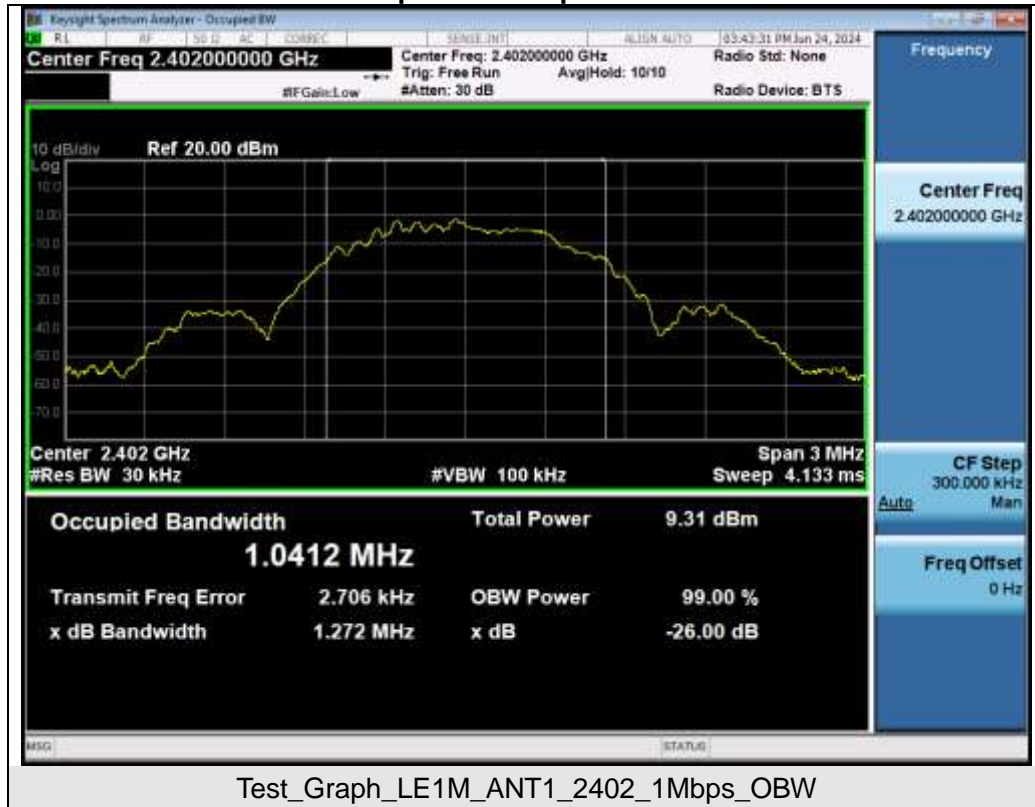 Keysight Spectrum Analyzer - Occupied BW
RL RF 50 Ω AC CORREC SENSE:INT ALIGN AUTO 03:43:31 PM Jun 24, 2024
Center Freq 2.402000000 GHz
Center Freq: 2.402000000 GHz
Radio Std: None
Trig: Free Run Avg|Hold: 10/10
#IFGain:Low
#Atten: 30 dB
Radio Device: BTS
10 dB/div Ref 20.00 dBm
Log
10.0
0.00
-10.0
-20.0
-30.0
-40.0
-50.0
-60.0
-70.0
Center 2.402 GHz
Span 3 MHz
#Res BW 30 kHz
#VBW 100 kHz
Sweep 4.133 ms
Occupied Bandwidth
1.0412 MHz
Total Power 9.31 dBm
Transmit Freq Error 2.706 kHz
OBW Power 99.00 %
x dB Bandwidth 1.272 MHz
x dB -26.00 dB
MSG
STATUS
Frequency
Center Freq
2.402000000 GHz
CF Step
300.000 kHz
Auto Man
Freq Offset
0 Hz
Test_Graph_LE1M_ANT1_2402_1Mbps_OBW